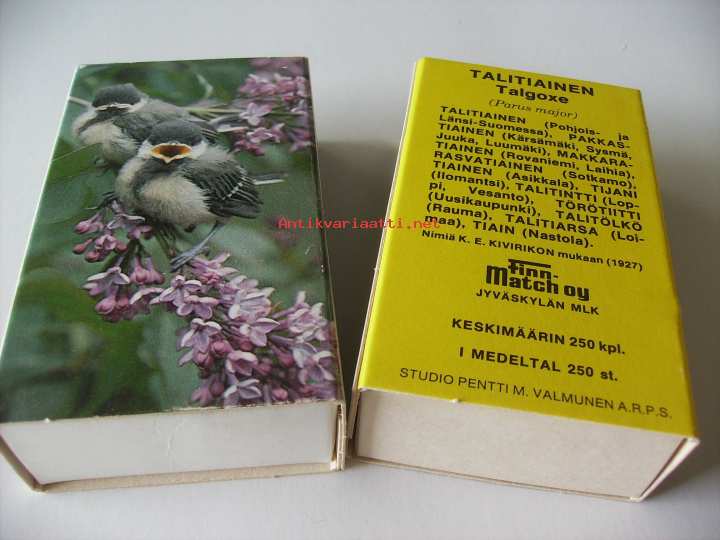 TALITIAINEN
Talgoxe
(Parus major)
TALITIAINEN (Pohjois- ja
Länsi-Suomessa), PAKKAS-
TIAINEN (Kärsämäki, Sysmä,
Juuka, Luumäki), MAKKARA-
TIAINEN (Rovaniemi, Laihia),
RASVATIAINEN (Sotkamo),
TIAINEN (Asikkala), TIJANI
(Ilomantsi), TALITINTTI (Lop-
pi, Vesanto), TÖRÖTIITTI
(Uusikaupunki), TALITÖLKÖ
(Rauma), TALITIARSA (Loi-
maa), TIAIN (Nastola).
Nimiä K. E. KIVIRIKON mukaan (1927)
Finn-
Match oy
JYVÄSKYLÄN MLK
KESKIMÄÄRIN 250 kpl.
I MEDELTAL 250 st.
STUDIO PENTTI M. VALMUNEN A.R.P.S.
Antikvariaatti.net